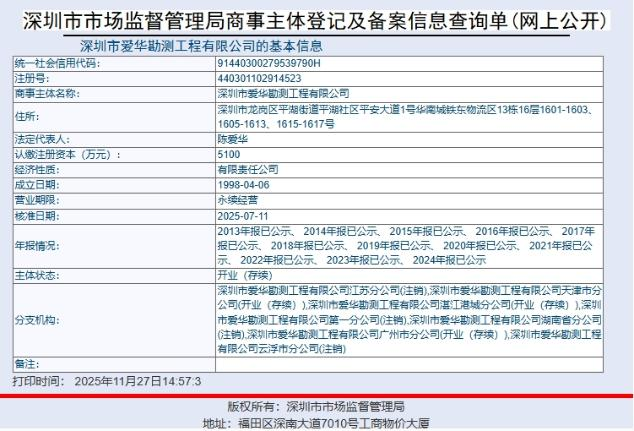 深圳市市场监督管理局商事主体登记及备案信息查询单(网上公开)
深圳市爱华勘测工程有限公司的基本信息
统一社会信用代码： 91440300279539790H
注册号： 440301102914523
商事主体名称： 深圳市爱华勘测工程有限公司
住所： 深圳市龙岗区平湖街道平湖社区平安大道1号华南城铁东物流区13栋16层1601-1603、
1605-1613、1615-1617号
法定代表人： 陈爱华
认缴注册资本（万元）： 5100
经济性质： 有限责任公司
成立日期： 1998-04-06
营业期限： 永续经营
核准日期： 2025-07-11
年报情况： 2013年报已公示、 2014年报已公示、 2015年报已公示、 2016年报已公示、 2017年
报已公示、 2018年报已公示、 2019年报已公示、 2020年报已公示、 2021年报已公
示、 2022年报已公示、 2023年报已公示、 2024年报已公示
主体状态： 开业（存续）
分支机构： 深圳市爱华勘测工程有限公司江苏分公司(注销),深圳市爱华勘测工程有限公司天津市分
公司(开业（存续）),深圳市爱华勘测工程有限公司湛江港城分公司(开业（存续）),深圳
市爱华勘测工程有限公司第一分公司(注销),深圳市爱华勘测工程有限公司湖南省分公司
(注销),深圳市爱华勘测工程有限公司广州市分公司(开业（存续）),深圳市爱华勘测工程
有限公司云浮市分公司(注销)
备注：
打印时间： 2025年11月27日14:57:3
版权所有：深圳市市场监督管理局
地址：福田区深南大道7010号工商物价大厦